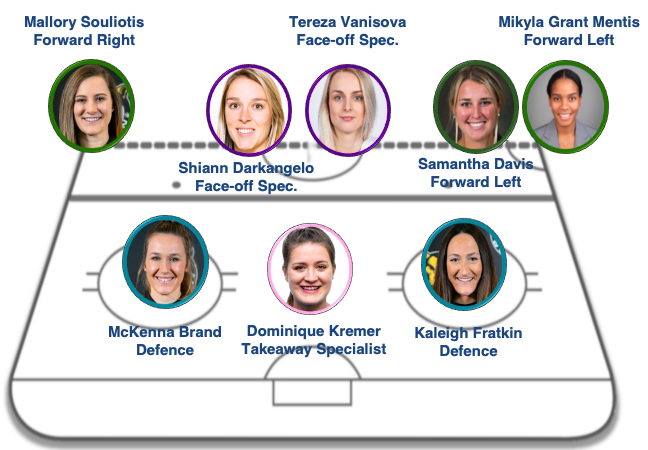 Mallory Souliotis
Forward Right
Tereza Vanisova
Face-off Spec.
Mikyla Grant Mentis
Forward Left
Shiann Darkangelo
Face-off Spec.
Samantha Davis
Forward Left
McKenna Brand
Defence
Dominique Kremer
Takeaway Specialist
Kaleigh Fratkin
Defence